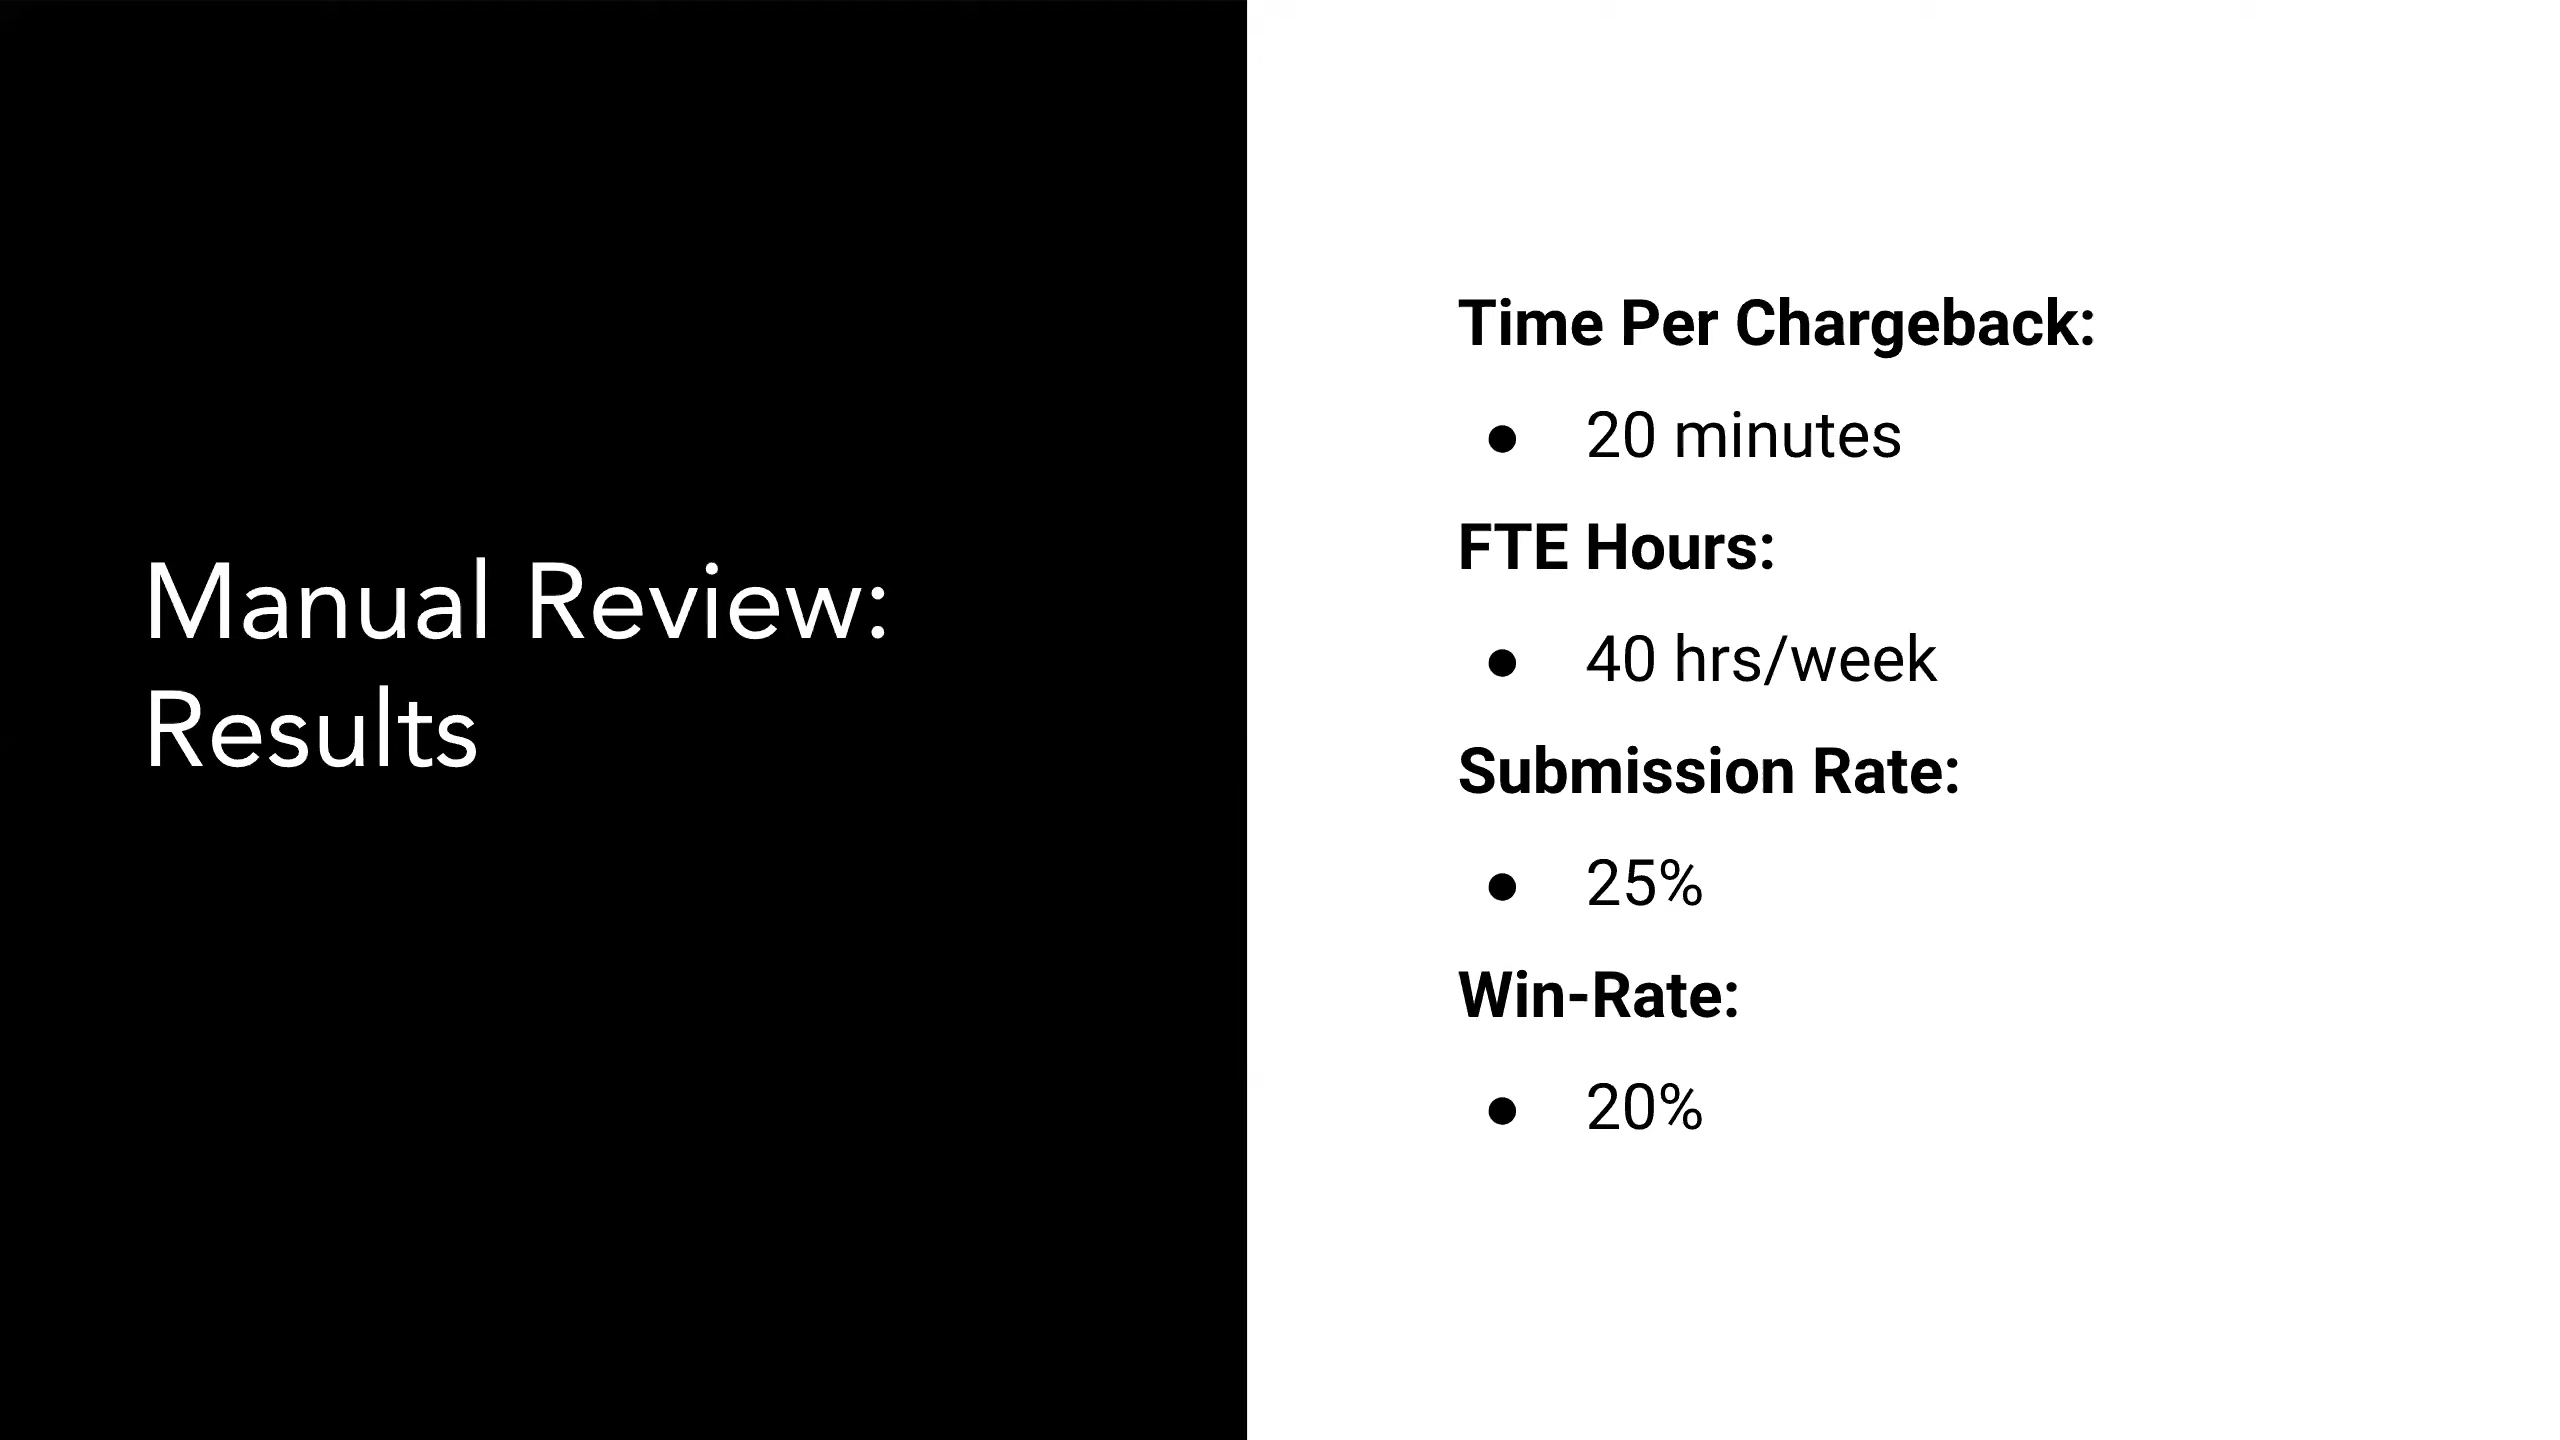 Manual Review:
Results
Time Per Chargeback:
● 20 minutes
FTE Hours:
● 40 hrs/week
Submission Rate:
● 25%
Win-Rate:
● 20%